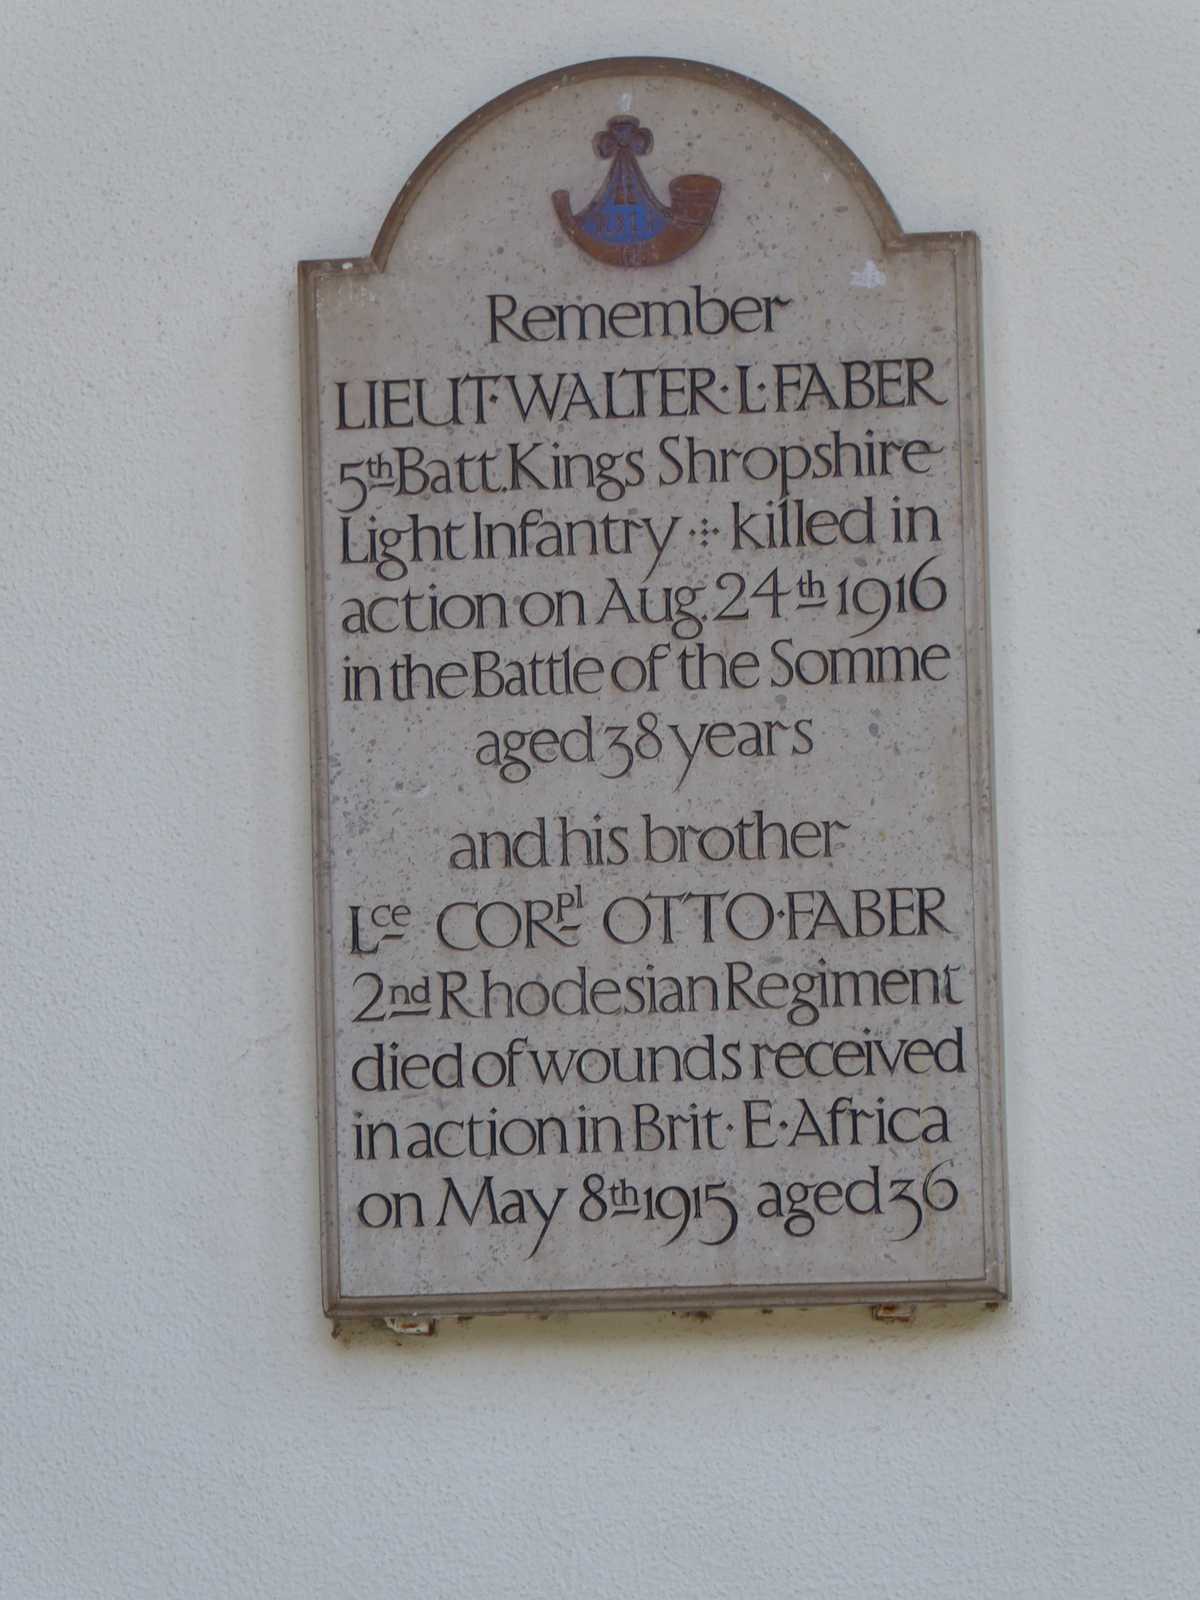 Remember
LIEUT·WALTER·L·FABER
5th Batt. Kings Shropshire
Light Infantry ⁘ killed in
action on Aug. 24th 1916
in the Battle of the Somme
aged 38 years
and his brother
Lce CORpl OTTO·FABER
2nd Rhodesian Regiment
died of wounds received
in action in Brit·E·Africa
on May 8th 1915 aged 36